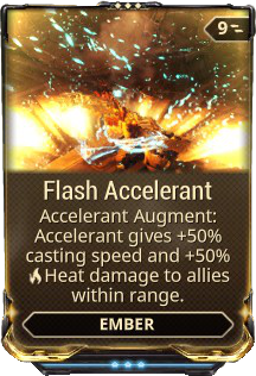 9
Flash Accelerant
Accelerant Augment:
Accelerant gives +50%
casting speed and +50%
Heat damage to allies
within range.
EMBER